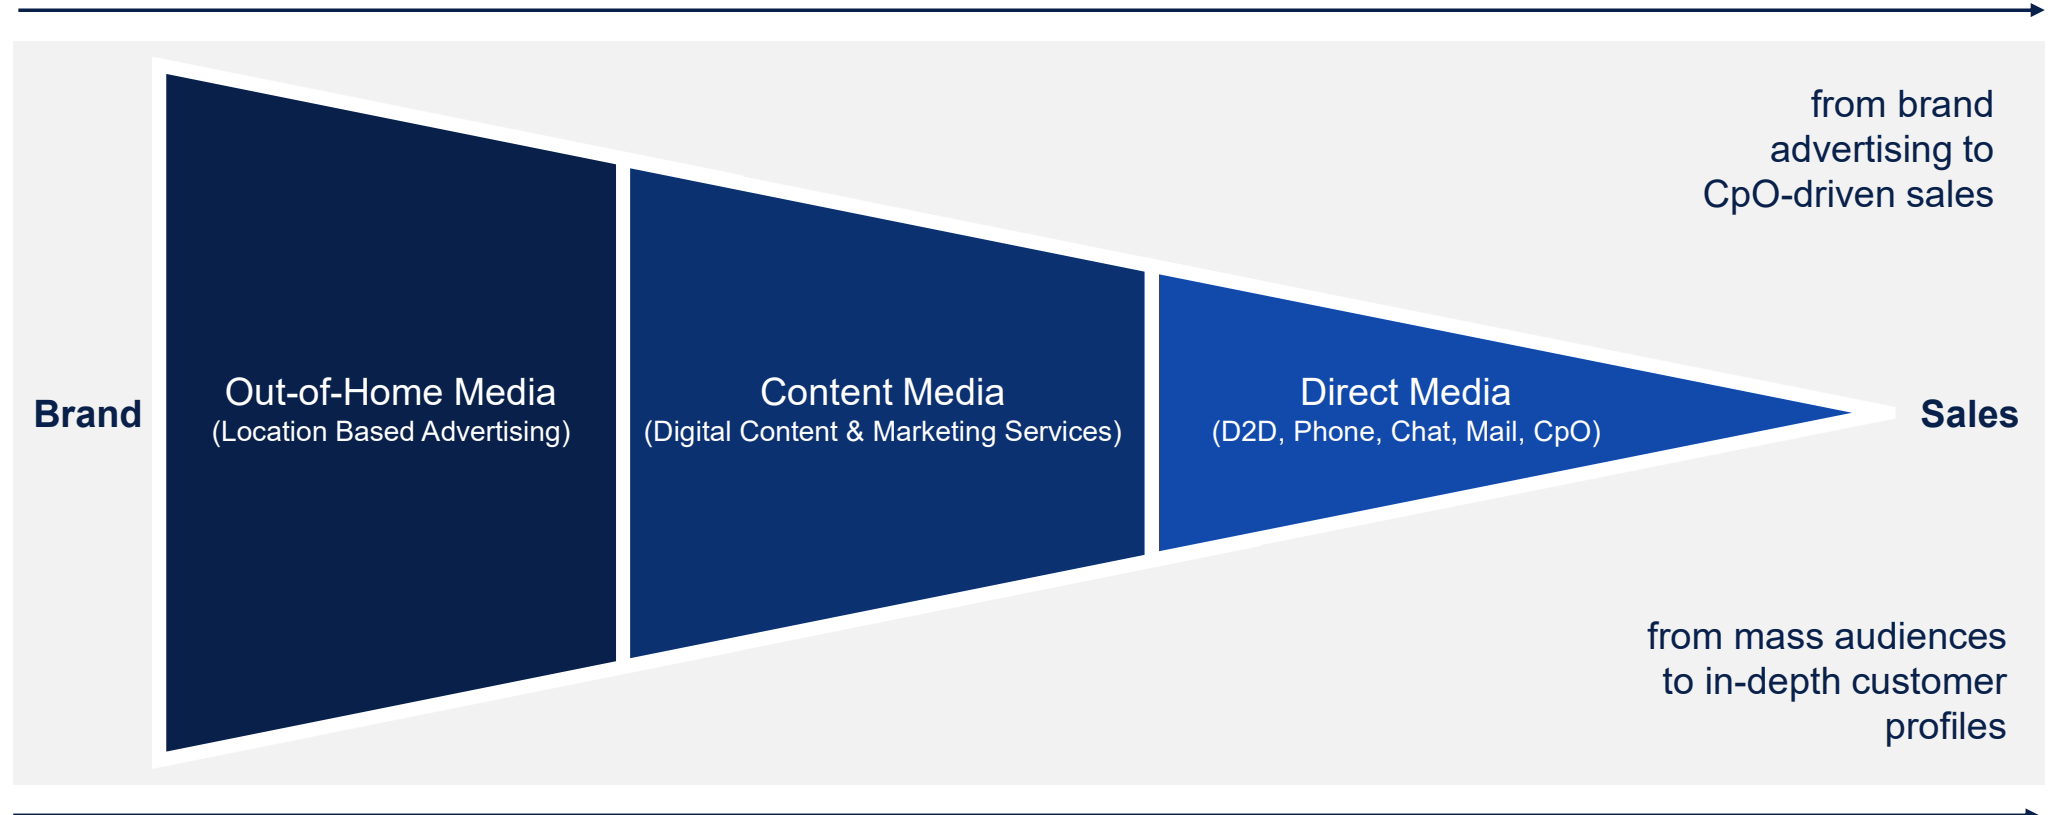 from brand
advertising to
CpO-driven sales
Brand
Out-of-Home Media
(Location Based Advertising)
Content Media
(Digital Content & Marketing Services)
Direct Media
(D2D, Phone, Chat, Mail, CpO)
Sales
from mass audiences
to in-depth customer
profiles